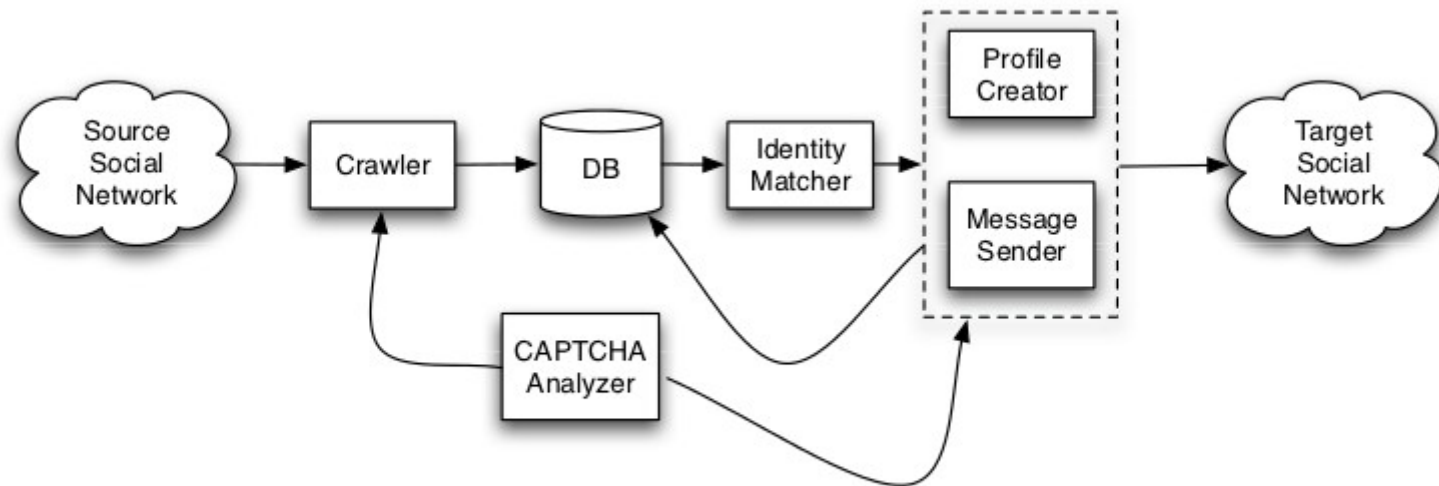 Source
Social
Network
Crawler
DB
Identity
Matcher
Profile
Creator
Message
Sender
Target
Social
Network
CAPTCHA
Analyzer